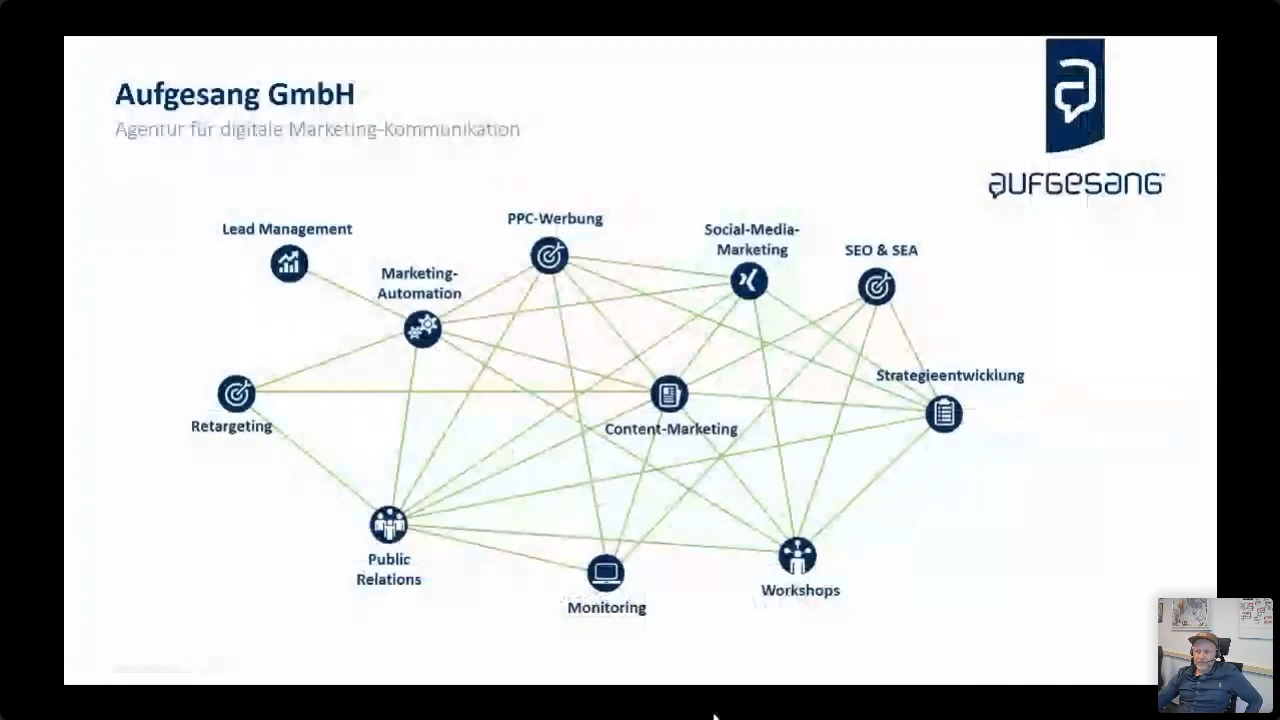 Aufgesang GmbH
Agentur für digitale Marketing-Kommunikation
aufgesang
Lead Management
PPC-Werbung
Social-Media-
Marketing
SEO & SEA
Marketing-
Automation
Strategieentwicklung
Retargeting
Content-Marketing
Public
Relations
Monitoring
Workshops